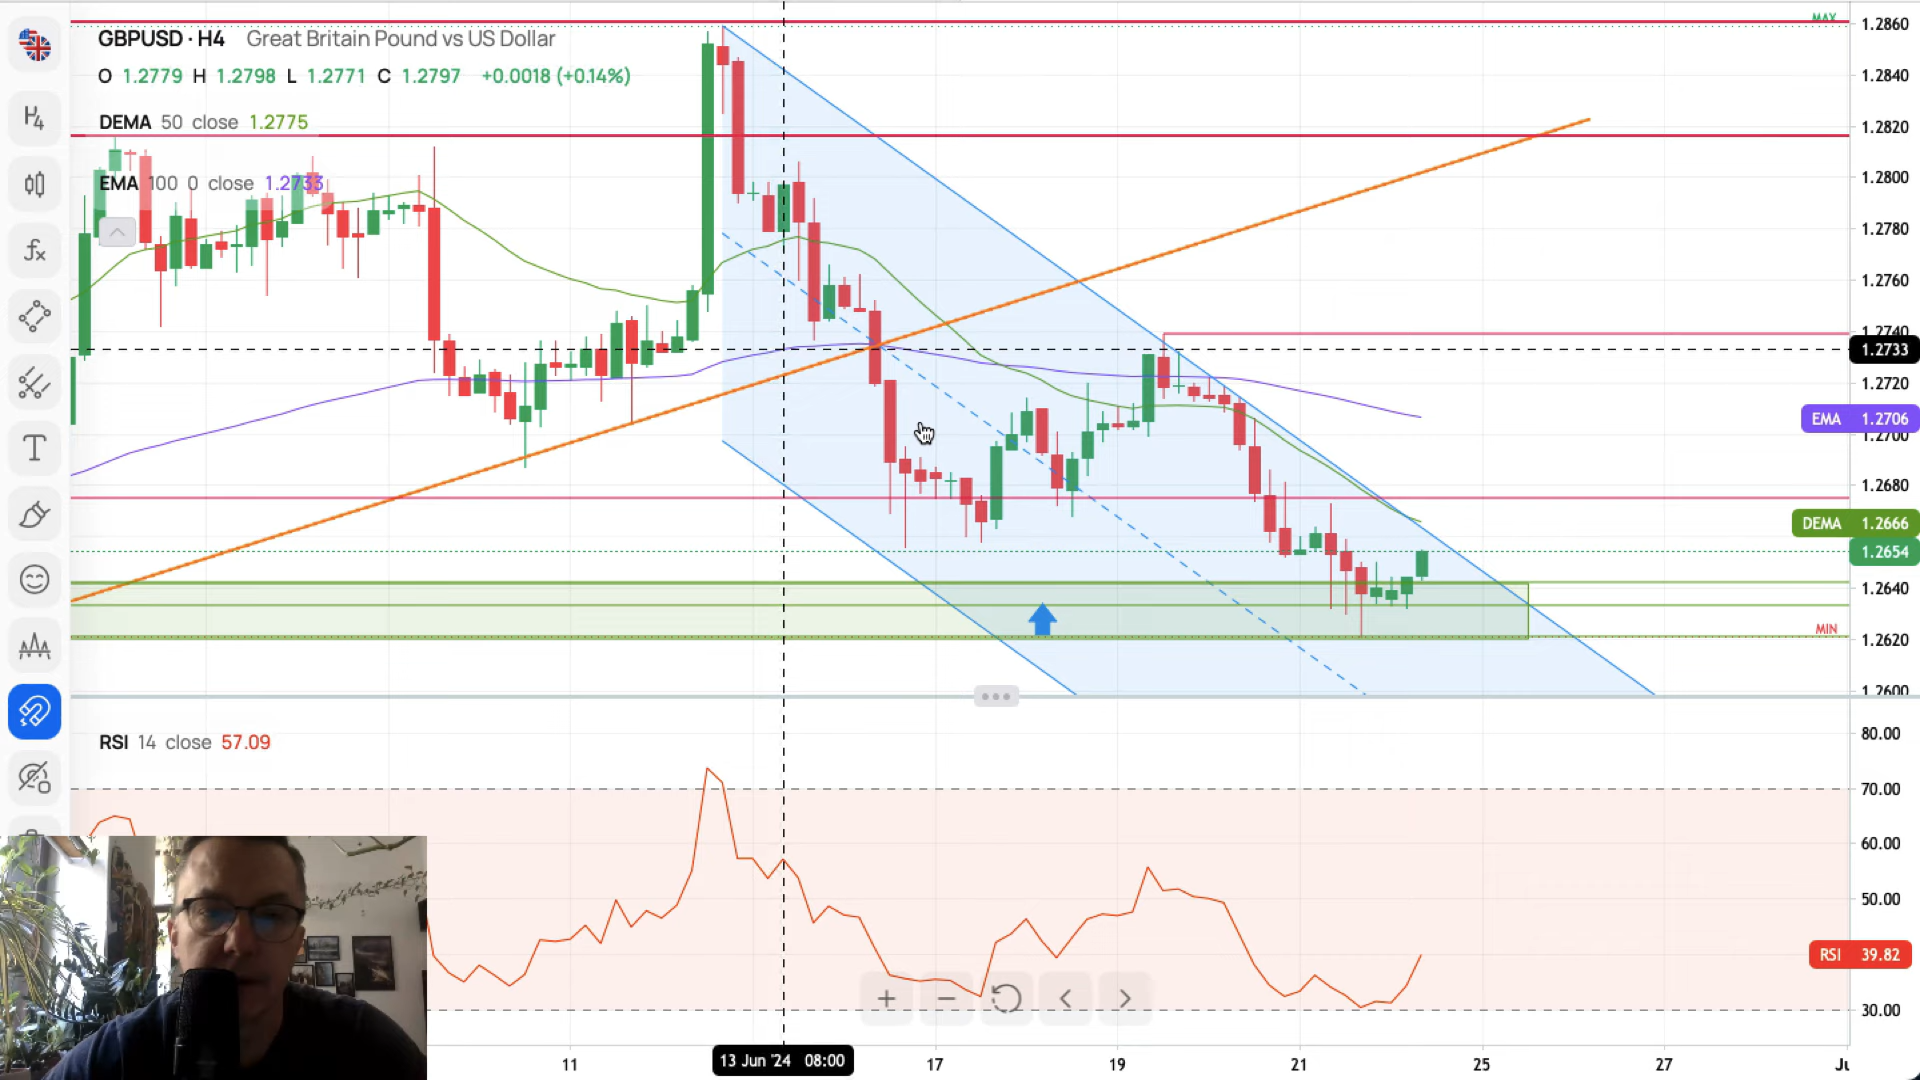 GBPUSD · H4 Great Britain Pound vs US Dollar
O 1.2779 H 1.2798 L 1.2771 C 1.2797 +0.0018 (+0.14%)
DEMA 50 close 1.2775
EMA 100 0 close 1.2733
H4
fx
T
MAX
1.2860
1.2840
1.2820
1.2800
1.2780
1.2760
1.2740
1.2733
1.2720
EMA 1.2706
1.2700
1.2680
DEMA 1.2666
1.2654
1.2640
MIN
1.2620
1.2600
RSI 14 close 57.09
80.00
70.00
60.00
50.00
RSI 39.82
30.00
11 13 Jun '24 08:00 17 19 21 25 27